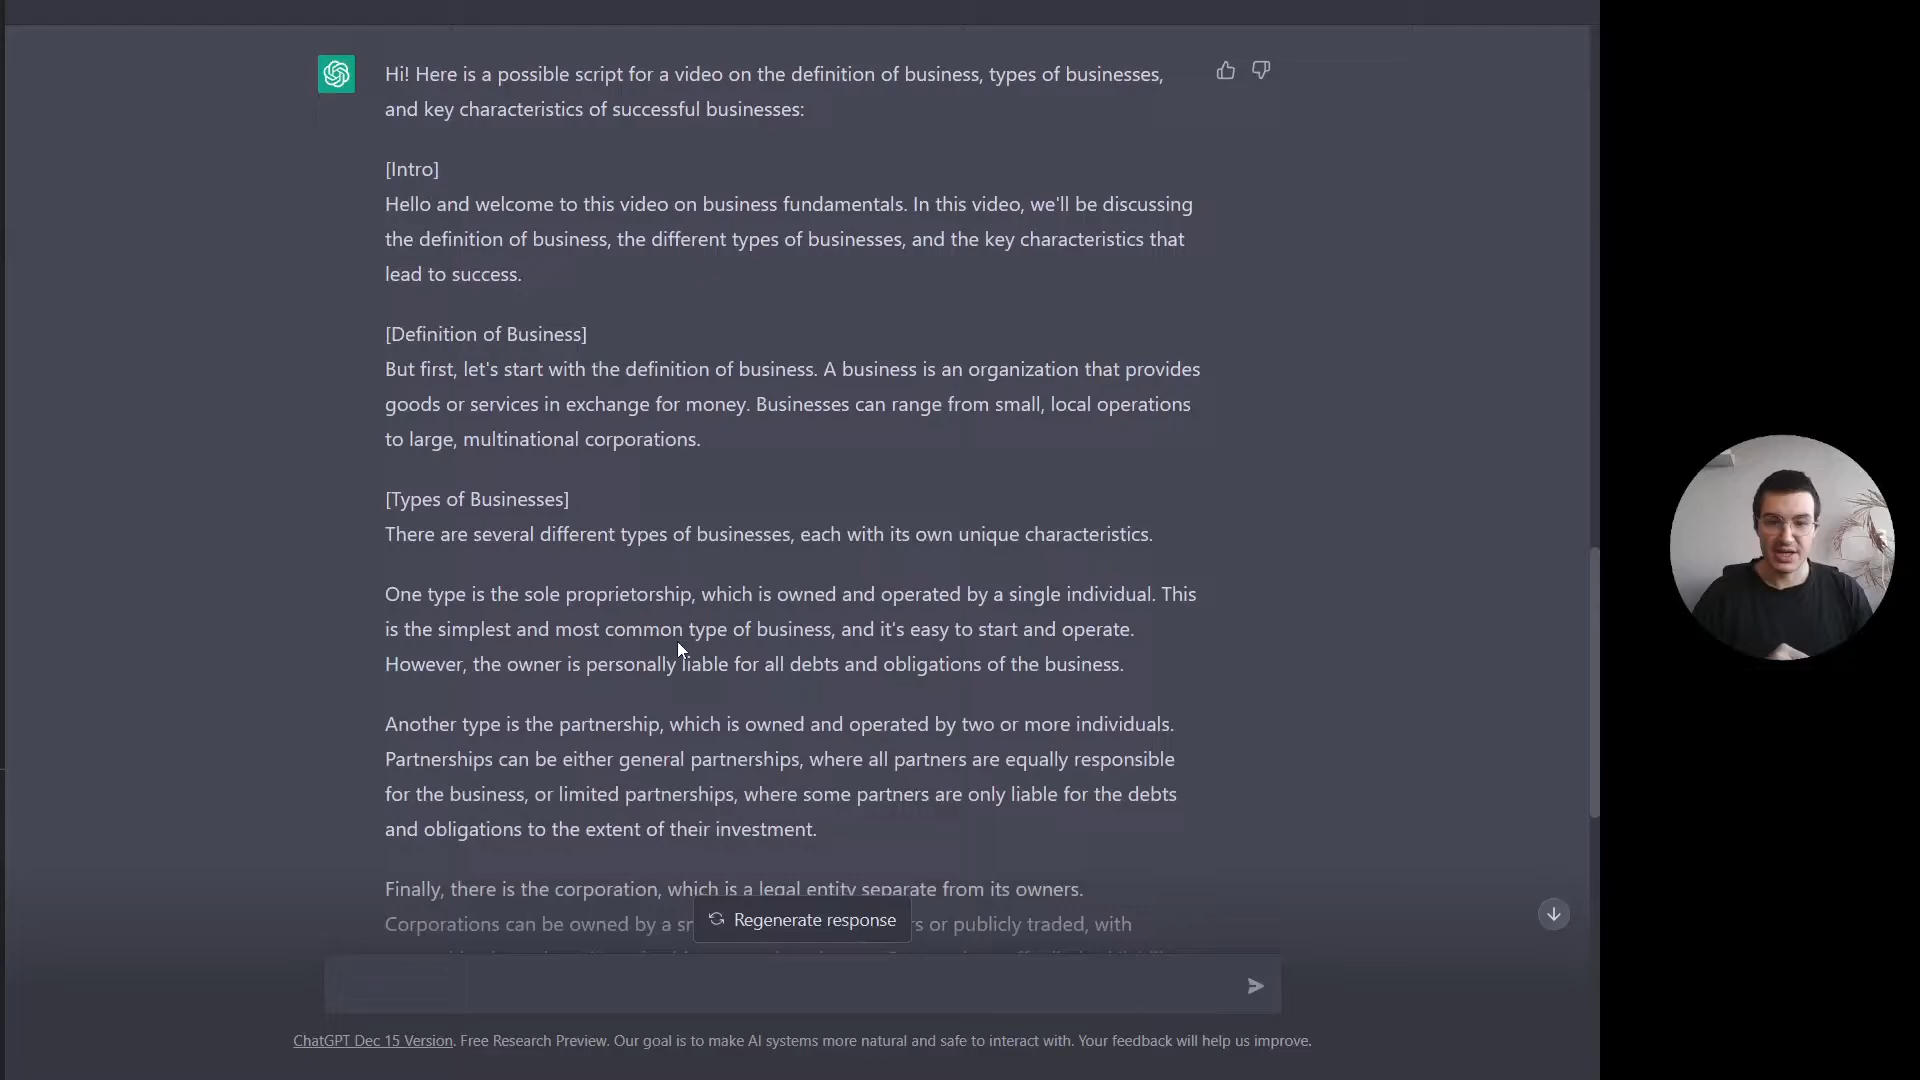 Hi! Here is a possible script for a video on the definition of business, types of businesses,
and key characteristics of successful businesses:
[Intro]
Hello and welcome to this video on business fundamentals. In this video, we'll be discussing
the definition of business, the different types of businesses, and the key characteristics that
lead to success.
[Definition of Business]
But first, let's start with the definition of business. A business is an organization that provides
goods or services in exchange for money. Businesses can range from small, local operations
to large, multinational corporations.
[Types of Businesses]
There are several different types of businesses, each with its own unique characteristics.
One type is the sole proprietorship, which is owned and operated by a single individual. This
is the simplest and most common type of business, and it's easy to start and operate.
However, the owner is personally liable for all debts and obligations of the business.
Another type is the partnership, which is owned and operated by two or more individuals.
Partnerships can be either general partnerships, where all partners are equally responsible
for the business, or limited partnerships, where some partners are only liable for the debts
and obligations to the extent of their investment.
Finally, there is the corporation, which is a legal entity separate from its owners.
Corporations can be owned by a or publicly traded, with
Regenerate response
ChatGPT Dec 15 Version. Free Research Preview. Our goal is to make AI systems more natural and safe to interact with. Your feedback will help us improve.